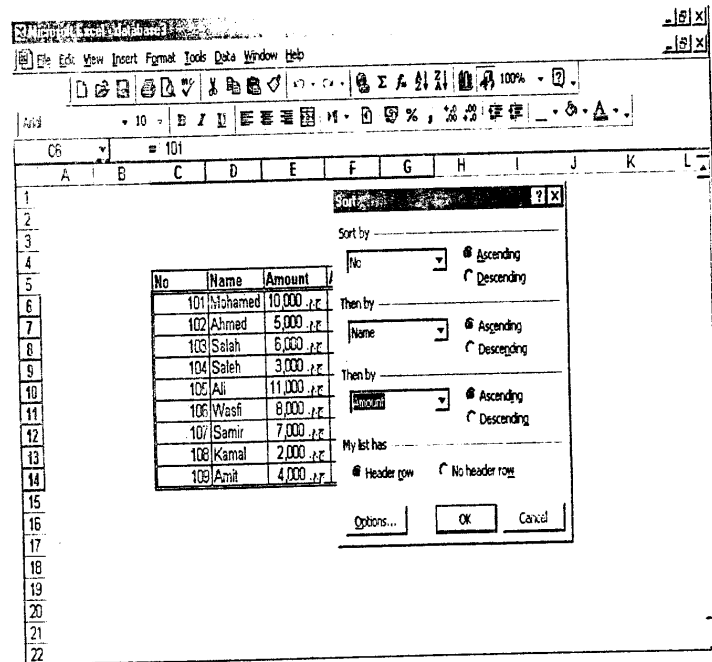 Microsoft Excel - database3
File Edit View Insert Format Tools Data Window Help
100%
Arial 10 B I U % ,
C6 = 101
A B C D E F G H I J K L
1
2
3
4
5 No Name Amount
6 101 Mohamed 10,000 ج.م.
7 102 Ahmed 5,000 ج.م.
8 103 Salah 6,000 ج.م.
9 104 Saleh 3,000 ج.م.
10 105 Ali 11,000 ج.م.
11 106 Wasfi 8,000 ج.م.
12 107 Samir 7,000 ج.م.
13 108 Kamal 2,000 ج.م.
14 109 Amit 4,000 ج.م.
15
16
17
18
19
20
21
22
Sort
Sort by
No
Ascending
Descending
Then by
Name
Ascending
Descending
Then by
Amount
Ascending
Descending
My list has
Header row No header row
Options... OK Cancel